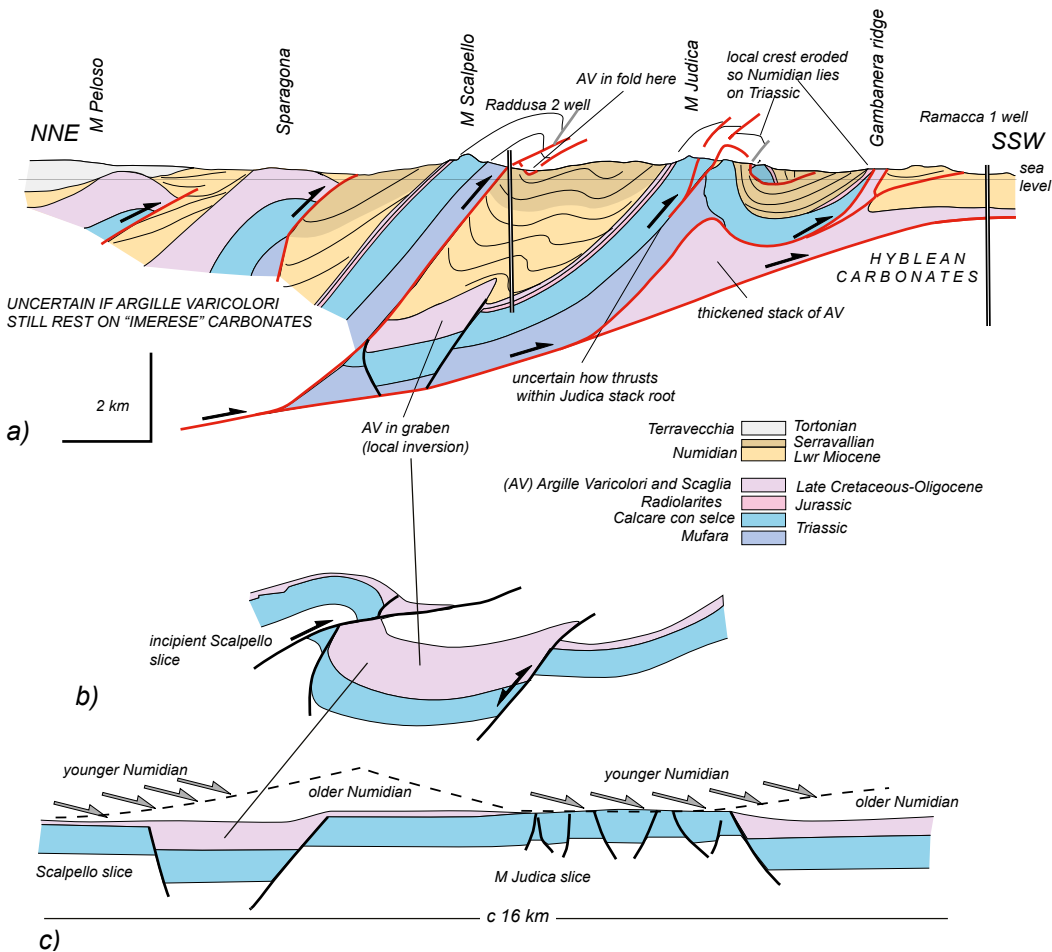 NNE
M Peloso
Sparagona
M Scalpello
Raddusa 2 well
AV in fold here
M Judica
local crest eroded
so Numidian lies
on Triassic
Gambanera ridge
Ramacca 1 well
SSW
sea
level
HYBLEAN
CARBONATES
UNCERTAIN IF ARGILLE VARICOLORI
STILL REST ON “IMERESE” CARBONATES
thickened stack of AV
2 km
uncertain how thrusts
within Judica stack root
a)
AV in graben
(local inversion)
Terravecchia
Tortonian
Numidian
Serravallian
Lwr Miocene
(AV) Argille Varicolori and Scaglia
Late Cretaceous-Oligocene
Radiolarites
Jurassic
Calcare con selce
Triassic
Mufara
incipient Scalpello
slice
b)
younger Numidian
older Numidian
younger Numidian
older Numidian
Scalpello slice
M Judica slice
c 16 km
c)